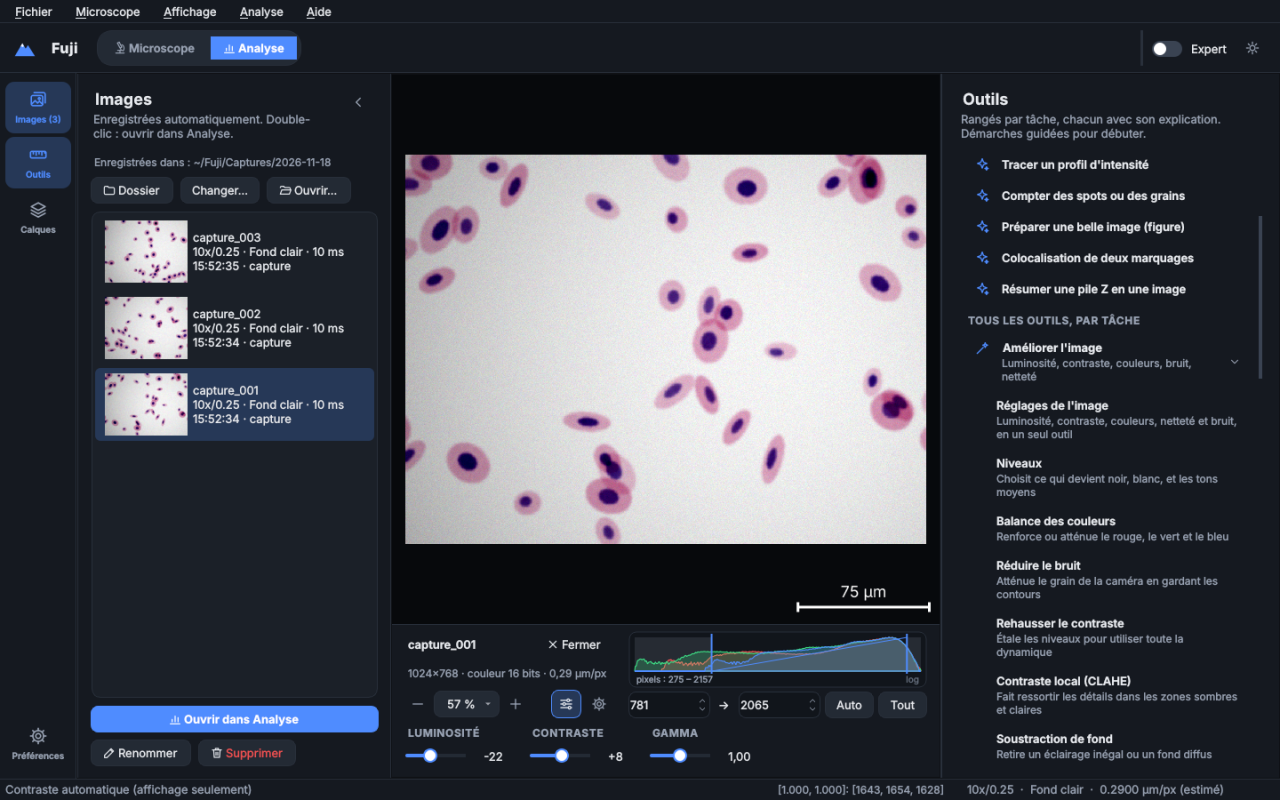 Fichier Microscope Affichage Analyse Aide
Fuji
Microscope
Analyse
Expert
Images (3)
Outils
Calques
Préférences
Images
Enregistrées automatiquement. Double-
clic : ouvrir dans Analyse.
Enregistrées dans : ~/Fuji/Captures/2026-11-18
Dossier
Changer...
Ouvrir...
capture_003
10x/0.25 · Fond clair · 10 ms
15:52:35 · capture
capture_002
10x/0.25 · Fond clair · 10 ms
15:52:34 · capture
capture_001
10x/0.25 · Fond clair · 10 ms
15:52:34 · capture
Ouvrir dans Analyse
Renommer
Supprimer
75 µm
capture_001
Fermer
1024×768 · couleur 16 bits · 0,29 µm/px
pixels : 275 – 2157
log
57 %
781 → 2065
Auto
Tout
LUMINOSITÉ
-22
CONTRASTE
+8
GAMMA
1,00
Outils
Rangés par tâche, chacun avec son explication.
Démarches guidées pour débuter.
Tracer un profil d'intensité
Compter des spots ou des grains
Préparer une belle image (figure)
Colocalisation de deux marquages
Résumer une pile Z en une image
TOUS LES OUTILS, PAR TÂCHE
Améliorer l'image
Luminosité, contraste, couleurs, bruit,
netteté
Réglages de l'image
Luminosité, contraste, couleurs, netteté et bruit,
en un seul outil
Niveaux
Choisit ce qui devient noir, blanc, et les tons
moyens
Balance des couleurs
Renforce ou atténue le rouge, le vert et le bleu
Réduire le bruit
Atténue le grain de la caméra en gardant les
contours
Rehausser le contraste
Étale les niveaux pour utiliser toute la
dynamique
Contraste local (CLAHE)
Fait ressortir les détails dans les zones sombres
et claires
Soustraction de fond
Retire un éclairage inégal ou un fond diffus
Contraste automatique (affichage seulement)
[1.000, 1.000]: [1643, 1654, 1628]
10x/0.25 · Fond clair · 0.2900 µm/px (estimé)